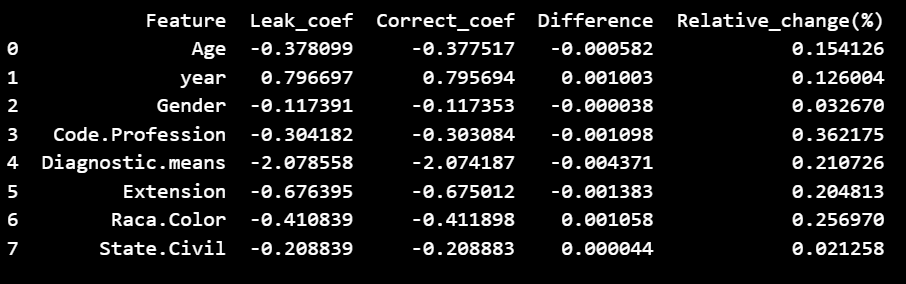 Feature Leak_coef Correct_coef Difference Relative_change(%)
0 Age -0.378099 -0.377517 -0.000582 0.154126
1 year 0.796697 0.795694 0.001003 0.126004
2 Gender -0.117391 -0.117353 -0.000038 0.032670
3 Code.Profession -0.304182 -0.303084 -0.001098 0.362175
4 Diagnostic.means -2.078558 -2.074187 -0.004371 0.210726
5 Extension -0.676395 -0.675012 -0.001383 0.204813
6 Raca.Color -0.410839 -0.411898 0.001058 0.256970
7 State.Civil -0.208839 -0.208883 0.000044 0.021258